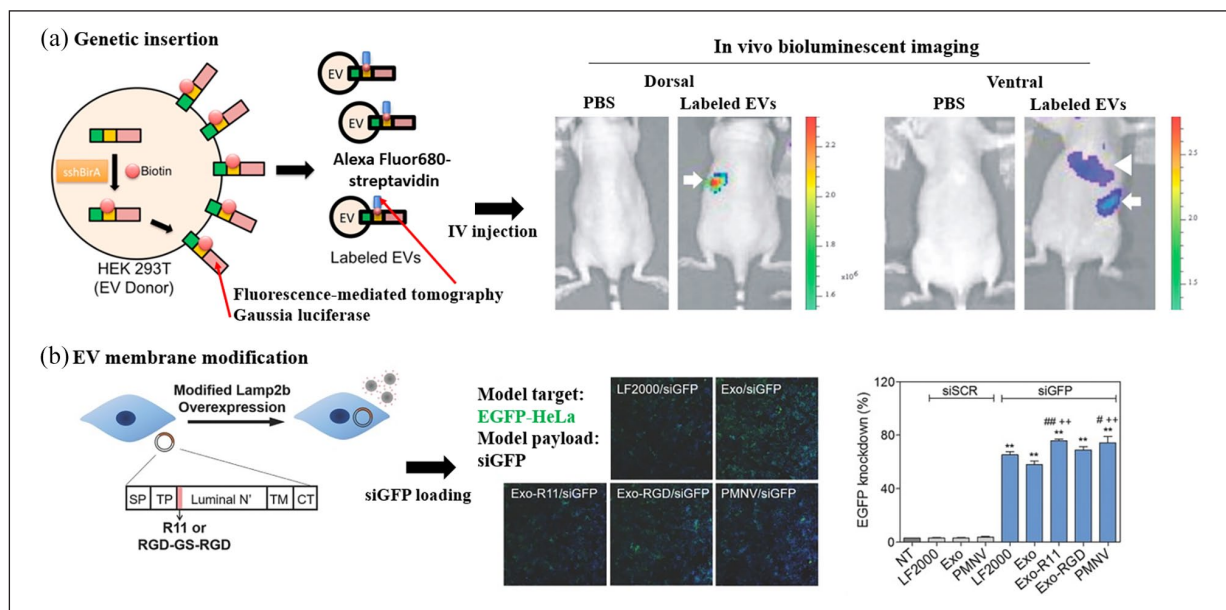 (a) Genetic insertion
sshBirA
Biotin
HEK 293T
(EV Donor)
EV
EV
Alexa Fluor680-
streptavidin
EV
Labeled EVs
Fluorescence-mediated tomography
Gaussia luciferase
IV injection
In vivo bioluminescent imaging
Dorsal
PBS
Labeled EVs
2.2
2.0
1.8
x10⁶
1.6
Ventral
PBS
Labeled EVs
2.5
2.0
1.5
(b) EV membrane modification
Modified Lamp2b
Overexpression
SP TP Luminal N' TM CT
R11 or
RGD-GS-RGD
siGFP loading
Model target:
EGFP-HeLa
Model payload:
siGFP
LF2000/siGFP
Exo/siGFP
Exo-R11/siGFP
Exo-RGD/siGFP
PMNV/siGFP
EGFP knockdown (%)
120
80
40
0
siSCR
siGFP
**
**
## ++
**
**
# ++
**
NT
LF2000
Exo
PMNV
LF2000
Exo
Exo-R11
Exo-RGD
PMNV